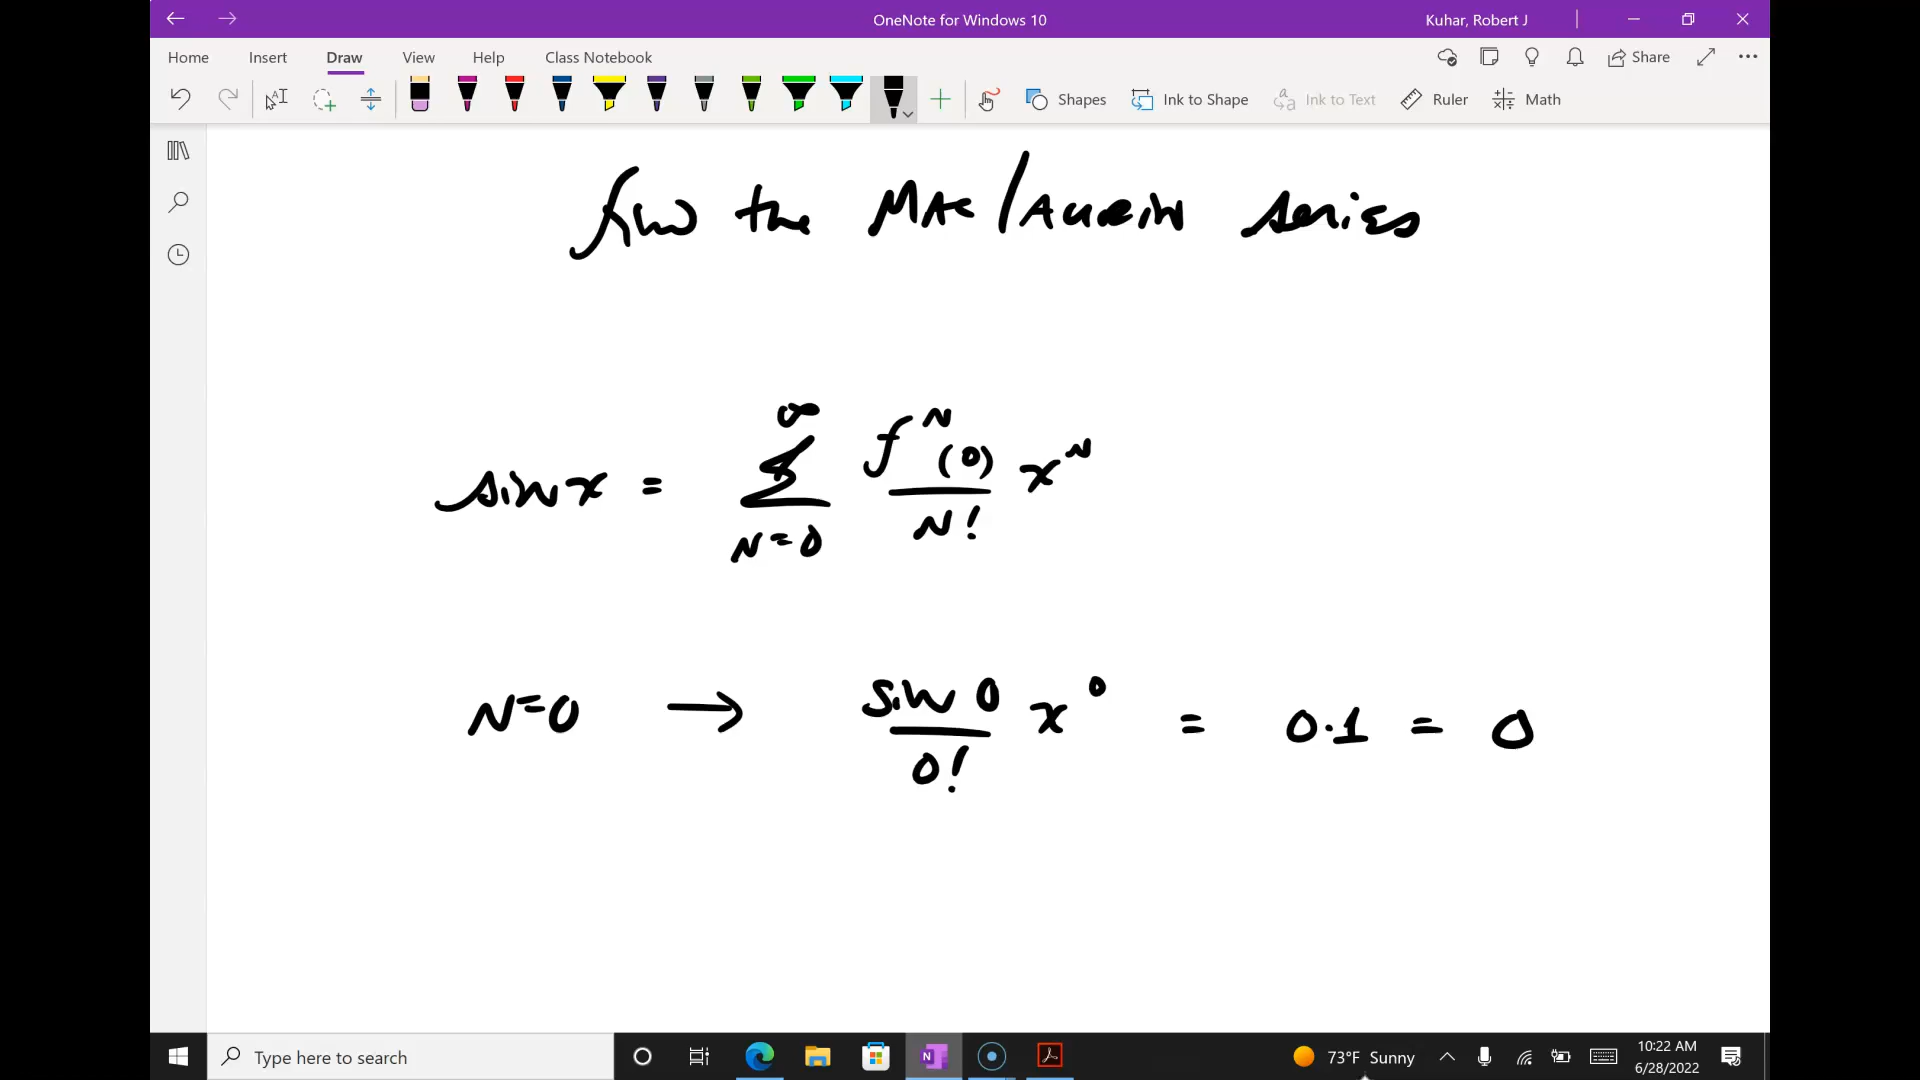 OneNote for Windows 10
Kuhar, Robert J
Home Insert Draw View Help Class Notebook Share
Shapes Ink to Shape Ink to Text Ruler Math
find the MAClAURIN series
sin x = ∞ Σ N=0 f^N(0) / N! x^N
N=0 → sin 0 / 0! x^0 = 0·1 = 0
Type here to search
73°F Sunny
10:22 AM
6/28/2022